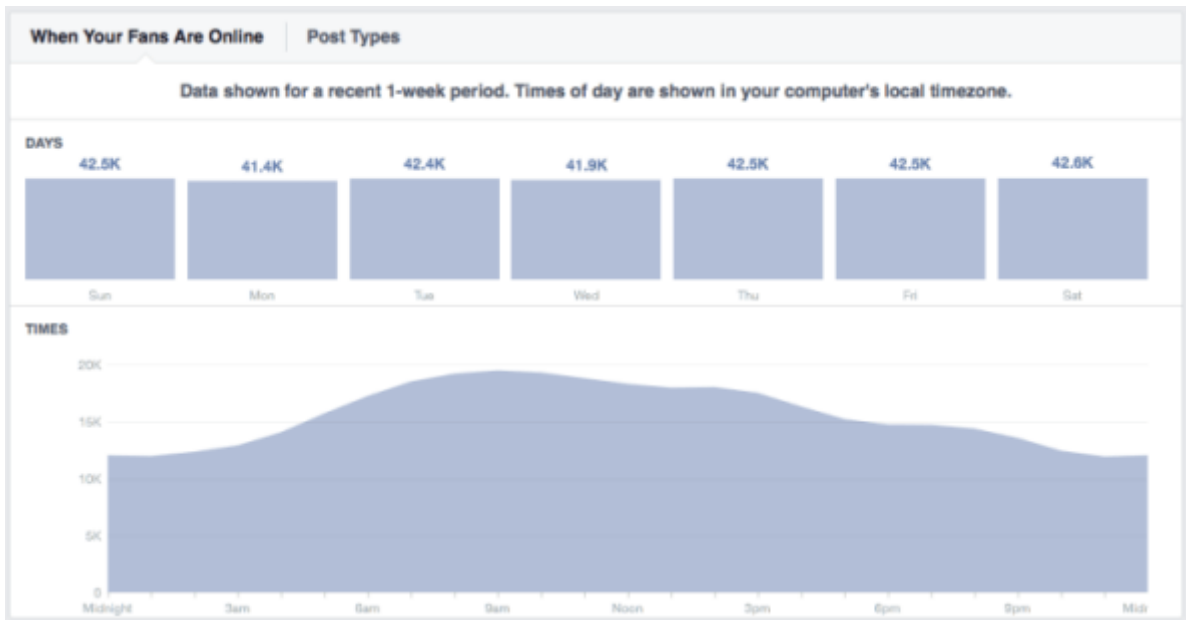 When Your Fans Are Online Post Types
Data shown for a recent 1-week period. Times of day are shown in your computer's local timezone.
DAYS
42.5K 41.4K 42.4K 41.9K 42.5K 42.5K 42.6K
Sun Mon Tue Wed Thu Fri Sat
TIMES
20K
15K
10K
5K
0
Midnight 3am 6am 9am Noon 3pm 6pm 9pm Midr